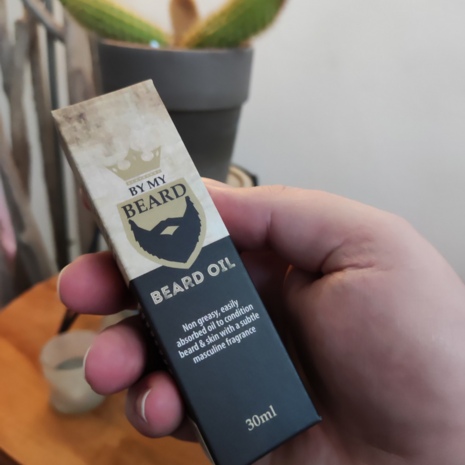 BY MY
BEARD
BEARD OIL
Non greasy, easily
absorbed oil to condition
beard & skin with a subtle
masculine fragrance
30ml